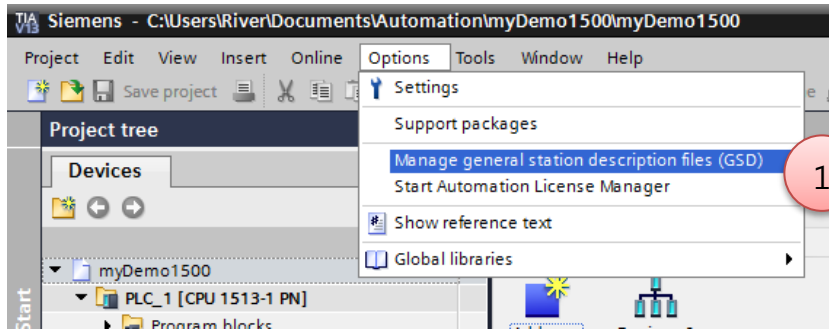 TIA V13 Siemens - C:\Users\River\Documents\Automation\myDemo1500\myDemo1500
Project Edit View Insert Online Options Tools Window Help
Save project
Settings
Support packages
Manage general station description files (GSD)
1
Start Automation License Manager
Show reference text
Global libraries
Project tree
Devices
myDemo1500
PLC_1 [CPU 1513-1 PN]
Program blocks
Start